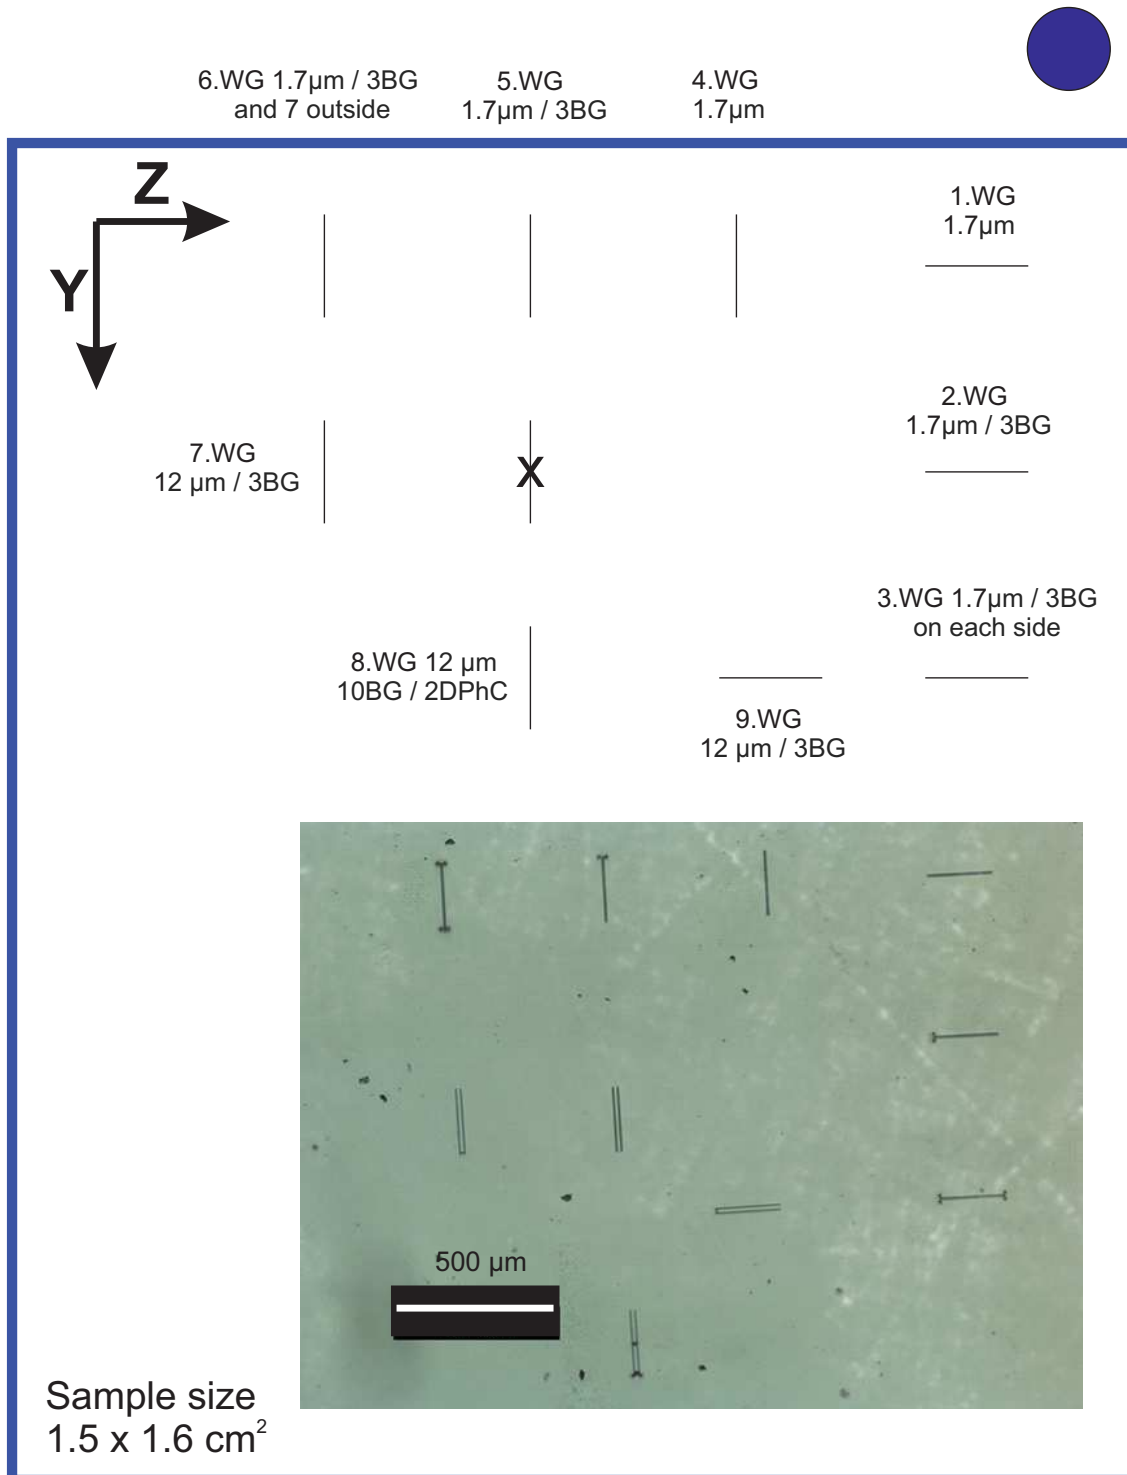 6.WG 1.7µm / 3BG
and 7 outside
5.WG
1.7µm / 3BG
4.WG
1.7µm
Z
Y
1.WG
1.7µm
2.WG
1.7µm / 3BG
7.WG
12 µm / 3BG
X
3.WG 1.7µm / 3BG
on each side
8.WG 12 µm
10BG / 2DPhC
9.WG
12 µm / 3BG
500 µm
Sample size
1.5 x 1.6 cm²